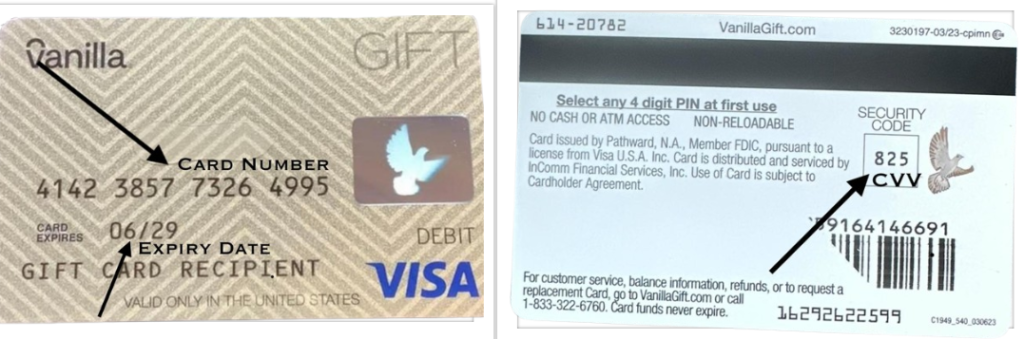 Vanilla
GIFT
CARD NUMBER
4142 3857 7326 4995
CARD EXPIRES
06/29
EXPIRY DATE
DEBIT
GIFT CARD RECIPIENT
VISA
VALID ONLY IN THE UNITED STATES
614-20782
VanillaGift.com
3230197-03/23-cpimn
Select any 4 digit PIN at first use
NO CASH OR ATM ACCESS NON-RELOADABLE
Card issued by Pathward, N.A., Member FDIC, pursuant to a
license from Visa U.S.A. Inc. Card is distributed and serviced by
InComm Financial Services, Inc. Use of Card is subject to
Cardholder Agreement.
SECURITY
CODE
825
CVV
9164146691
For customer service, balance information, refunds, or to request a
replacement Card, go to VanillaGift.com or call
1-833-322-6760. Card funds never expire.
16292622599
C1949_540_030623